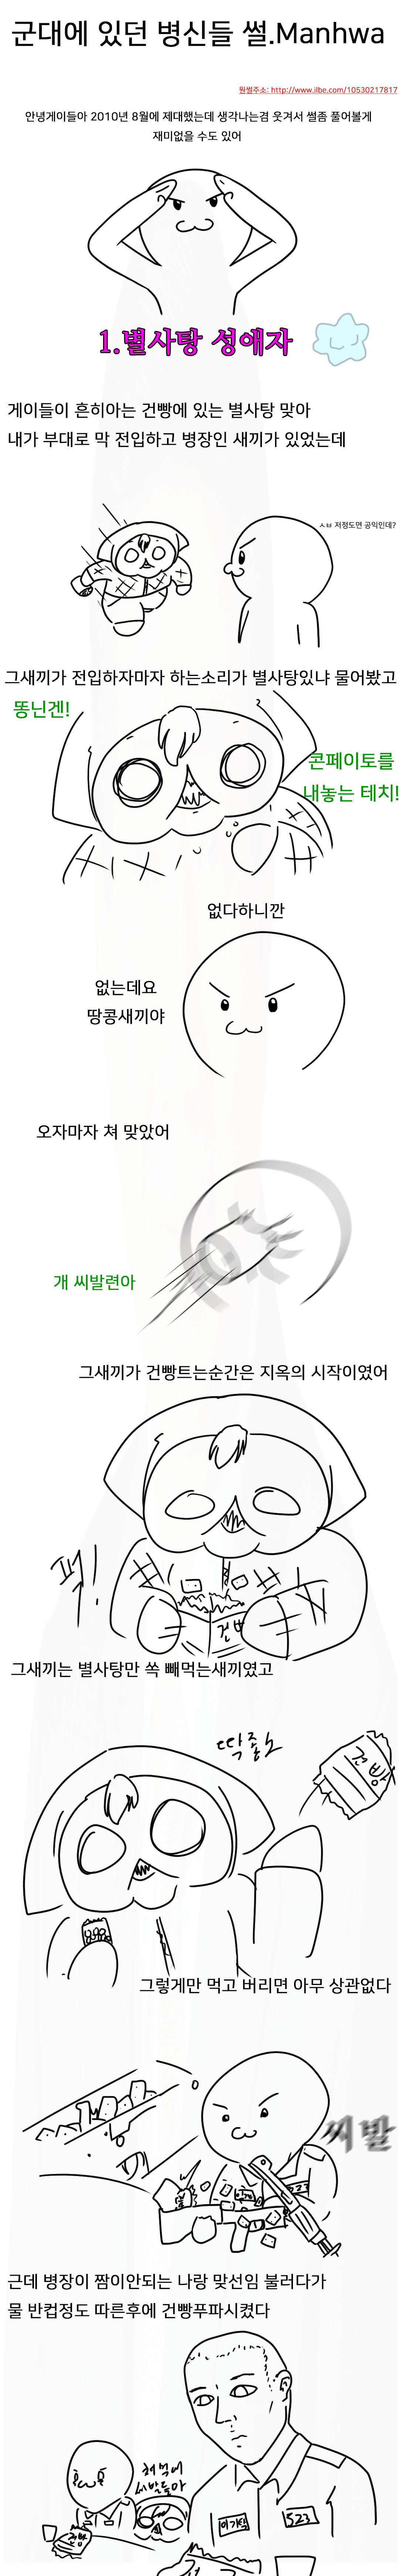 군대에 있던 병신들 썰.Manhwa
원썰주소: http://www.ilbe.com/10530217817
안녕게이들아 2010년 8월에 제대했는데 생각나는겸 웃겨서 썰좀 풀어볼게
재미없을 수도 있어
1.별사탕 성애자
게이들이 흔히아는 건빵에 있는 별사탕 맞아
내가 부대로 막 전입하고 병장인 새끼가 있었는데
ㅅㅂ 저정도면 공익인데?
그새끼가 전입하자마자 하는소리가 별사탕있냐 물어봤고
똥닌겐!
콘페이토를
내놓는 테치!
없다하니깐
없는데요
땅콩새끼야
오자마자 쳐 맞았어
퍽
개 씨발련아
그새끼가 건빵트는순간은 지옥의 시작이였어
퍽!
건빵
그새끼는 별사탕만 쏙 빼먹는새끼였고
딱 좋소
건빵
그렇게만 먹고 버리면 아무 상관없다
씨발
523
근데 병장이 짬이안되는 나랑 맞선임 불러다가
물 반컵정도 따른후에 건빵푸파시켰다
쳐먹어
씨발들아
523
건빵